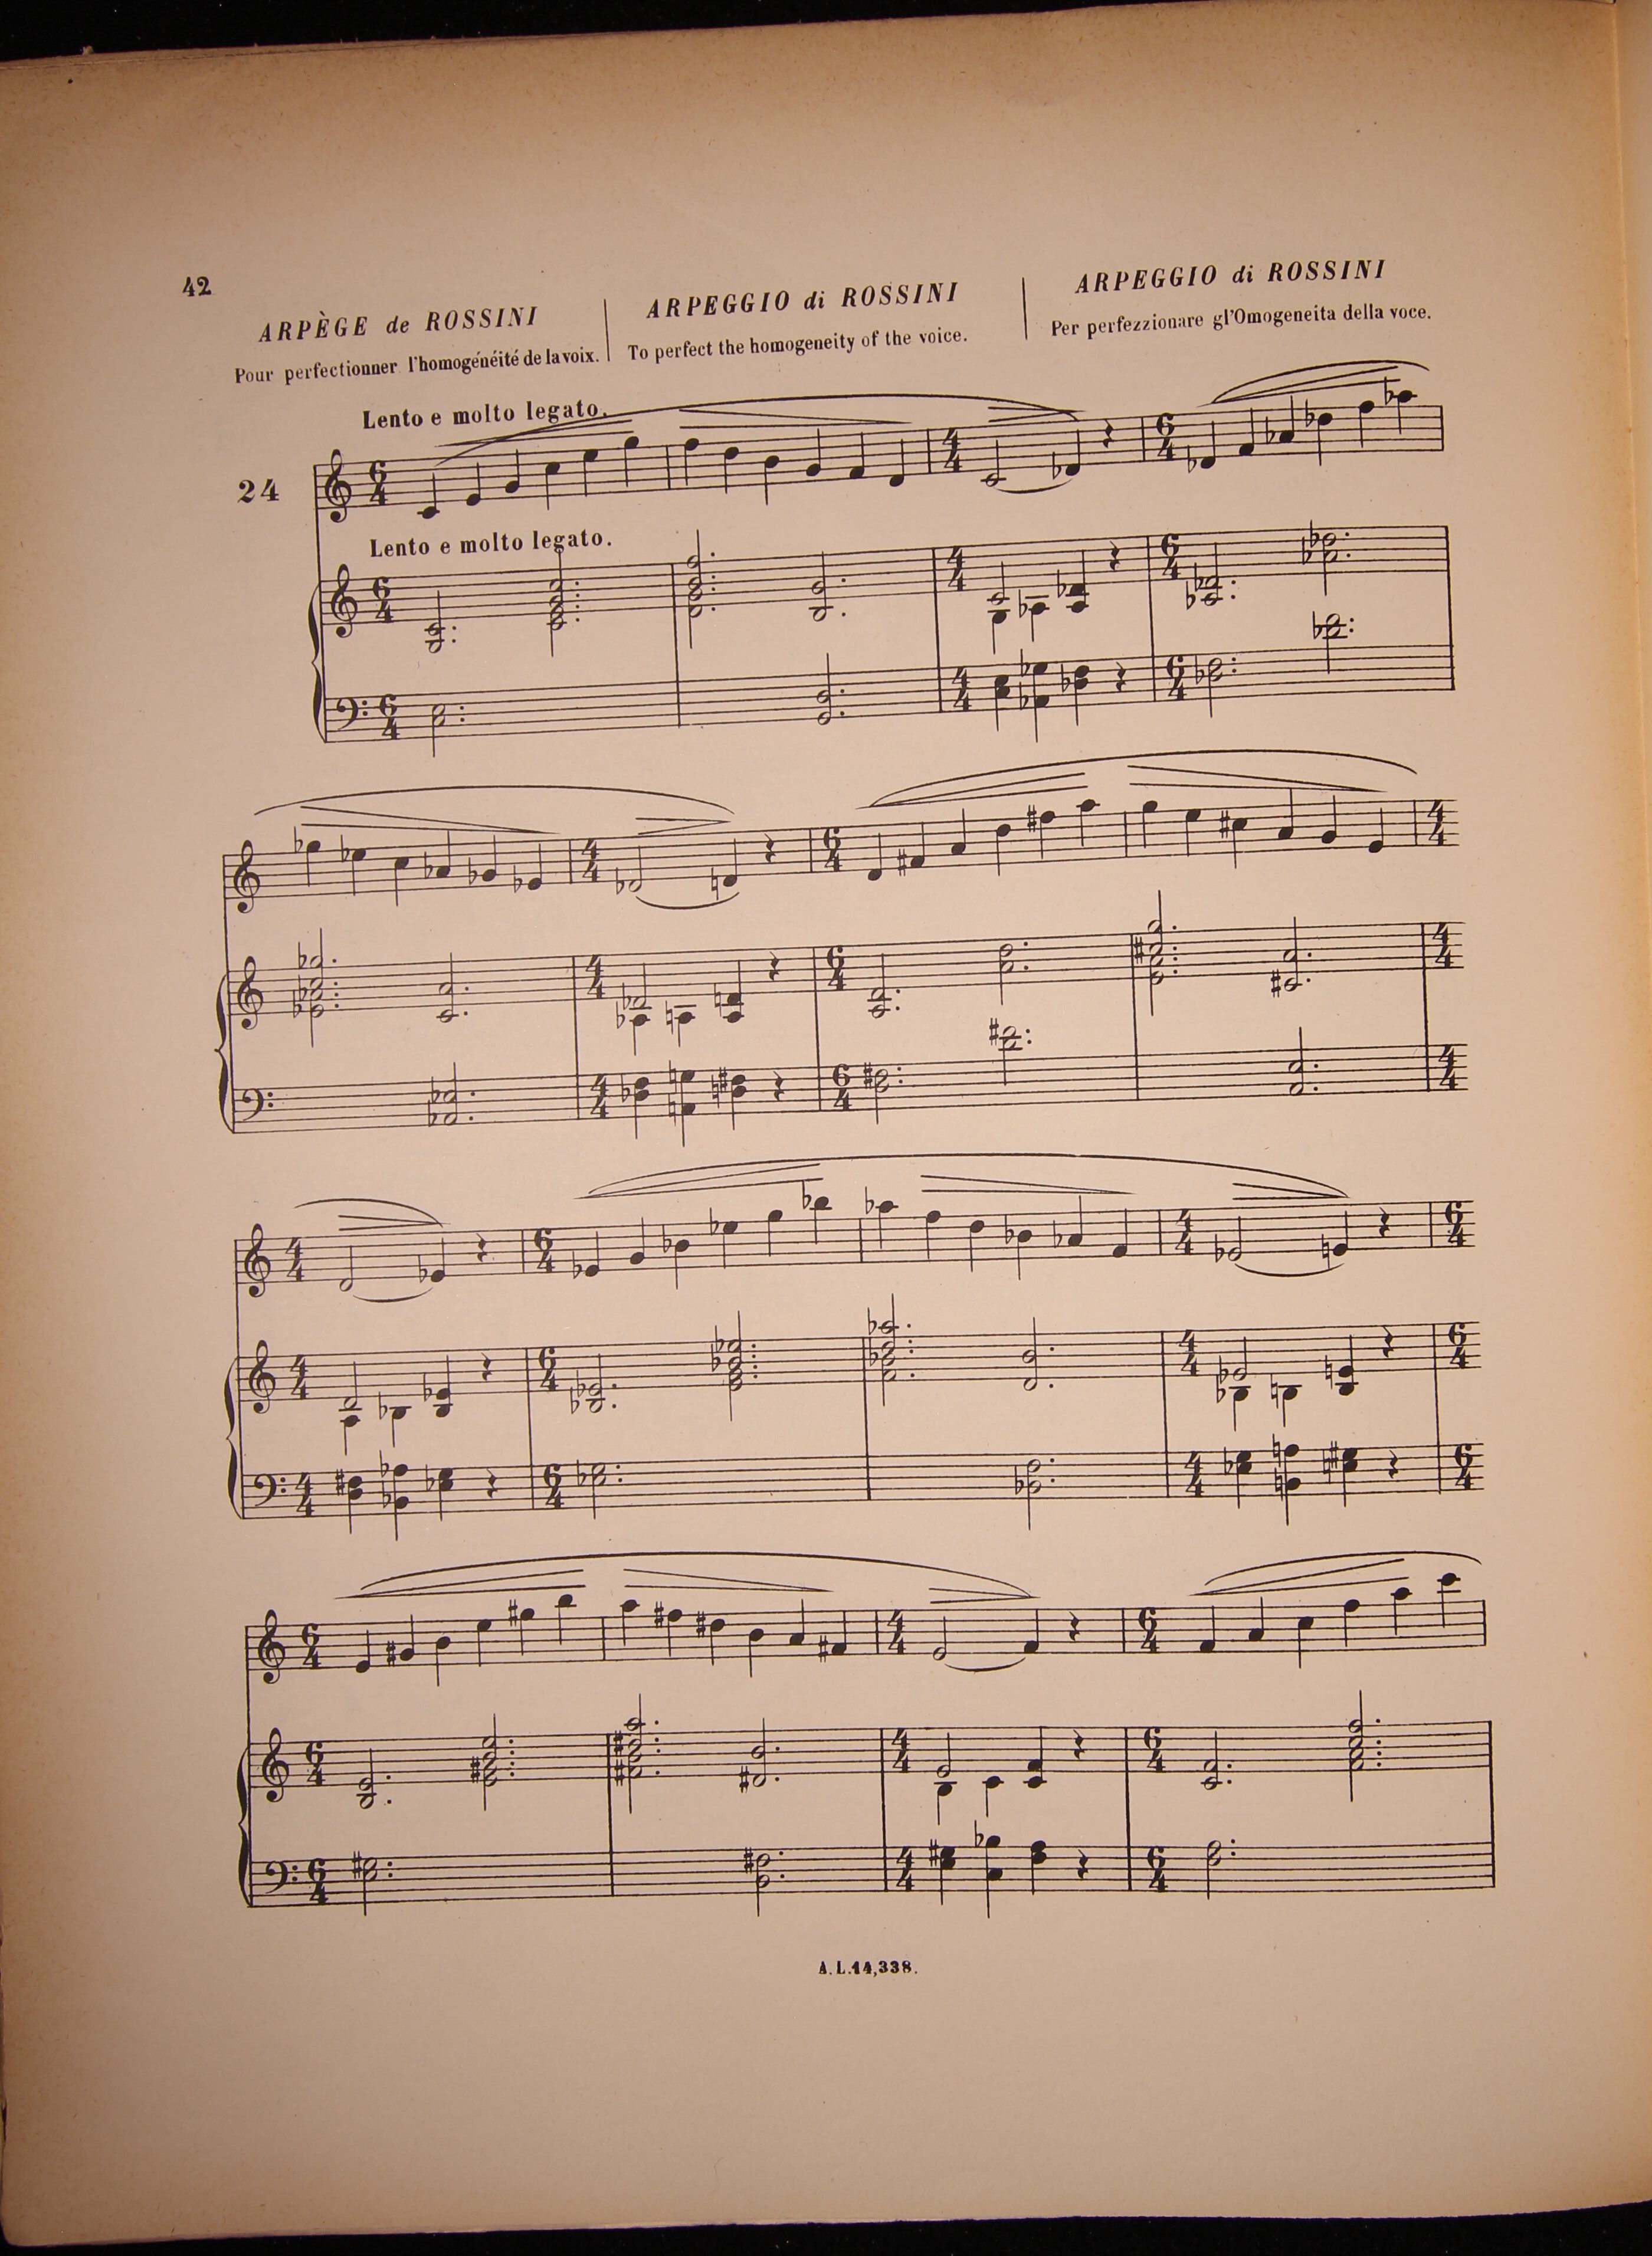 42
ARPÈGE de ROSSINI
Pour perfectionner l'homogénéité de la voix.
ARPEGGIO di ROSSINI
To perfect the homogeneity of the voice.
ARPEGGIO di ROSSINI
Per perfezzionare gl'Omogeneita della voce.
Lento e molto legato.
24
Lento e molto legato.
A.L.14,338.